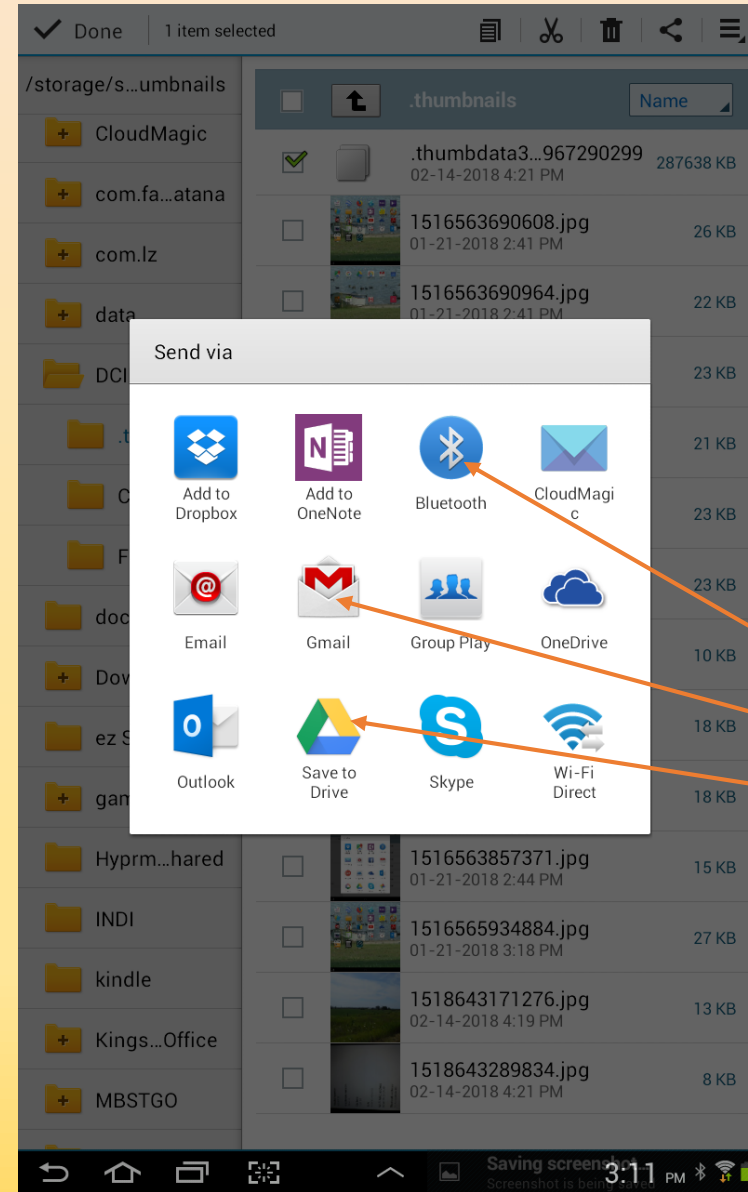 Done
1 item selected
/storage/s...umbnails
.thumbnails
Name
CloudMagic
com.fa...atana
com.lz
data
DCI
.t
C
F
doc
Dow
ez S
gam
Hyprm...hared
INDI
kindle
Kings...Office
MBSTGO
.thumbdata3...967290299
287638 KB
02-14-2018 4:21 PM
1516563690608.jpg
26 KB
01-21-2018 2:41 PM
1516563690964.jpg
22 KB
01-21-2018 2:41 PM
23 KB
21 KB
23 KB
23 KB
10 KB
18 KB
18 KB
Send via
Add to
Dropbox
Add to
OneNote
Bluetooth
CloudMagi
c
Email
Gmail
Group Play
OneDrive
Outlook
Save to
Drive
Skype
Wi-Fi
Direct
1516563857371.jpg
15 KB
01-21-2018 2:44 PM
1516565934884.jpg
27 KB
01-21-2018 3:18 PM
1518643171276.jpg
13 KB
02-14-2018 4:19 PM
1518643289834.jpg
8 KB
02-14-2018 4:21 PM
Saving screenshot...
Screenshot is being saved
3:11 PM